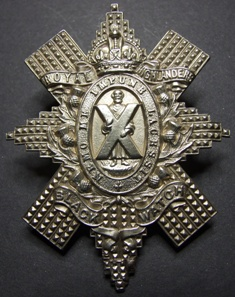 ROYAL HIGHLANDERS
NEMO ME IMPUNE LACESSIT
BLACK WATCH